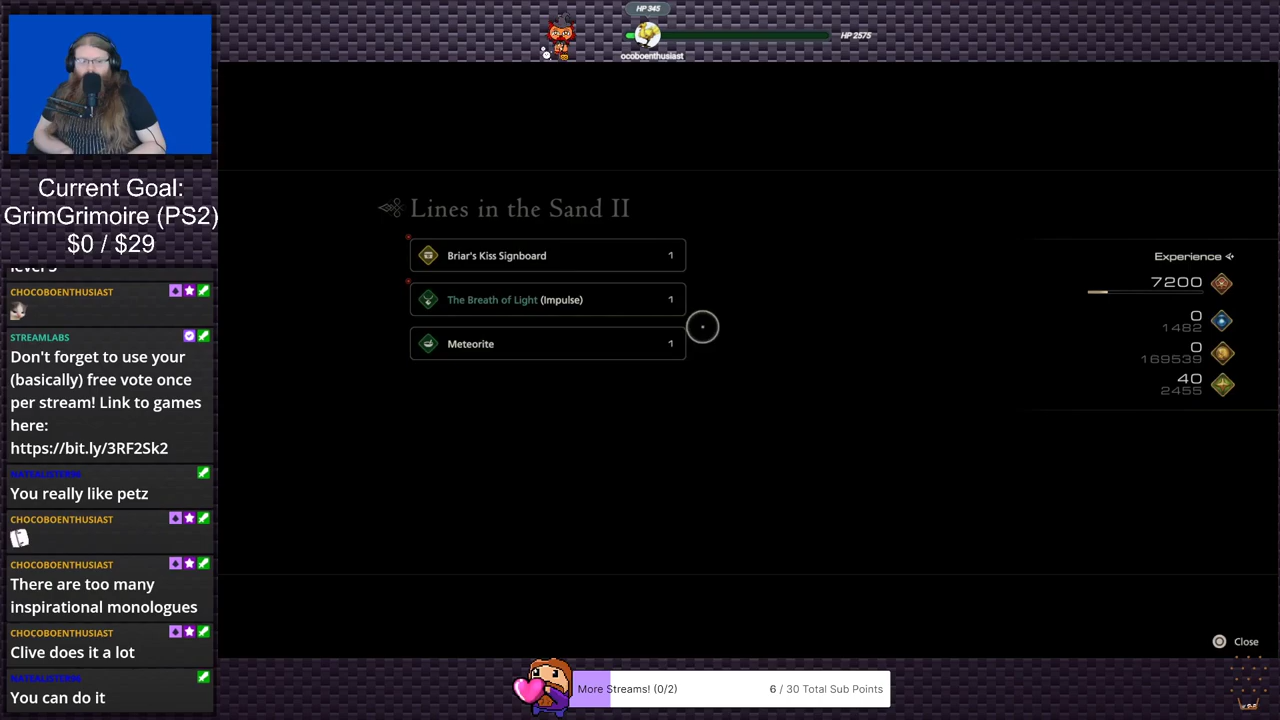 HP 345
HP 2575
ocoboenthusiast
Current Goal:
GrimGrimoire (PS2)
$0 / $29
CHOCOBOENTHUSIAST
STREAMLABS
Don't forget to use your
(basically) free vote once
per stream! Link to games
here:
https://bit.ly/3RF2Sk2
You really like petz
CHOCOBOENTHUSIAST
CHOCOBOENTHUSIAST
There are too many
inspirational monologues
CHOCOBOENTHUSIAST
Clive does it a lot
You can do it
Lines in the Sand II
Briar's Kiss Signboard 1
The Breath of Light (Impulse) 1
Meteorite 1
Experience
7200
0
1482
0
169539
40
2455
Close
More Streams! (0/2) 6 / 30 Total Sub Points